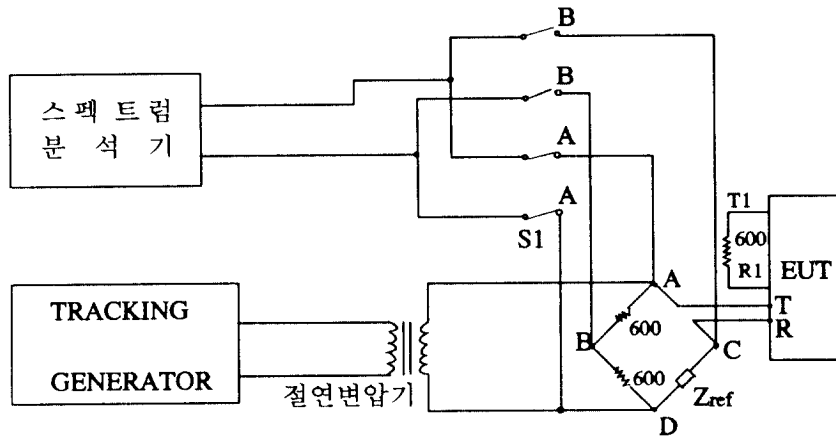 B
B
스펙트럼
분 석 기
A
A
T1
S1
600
R1
EUT
A
T
R
TRACKING
600
B
C
GENERATOR
600
Zref
절연변압기
D